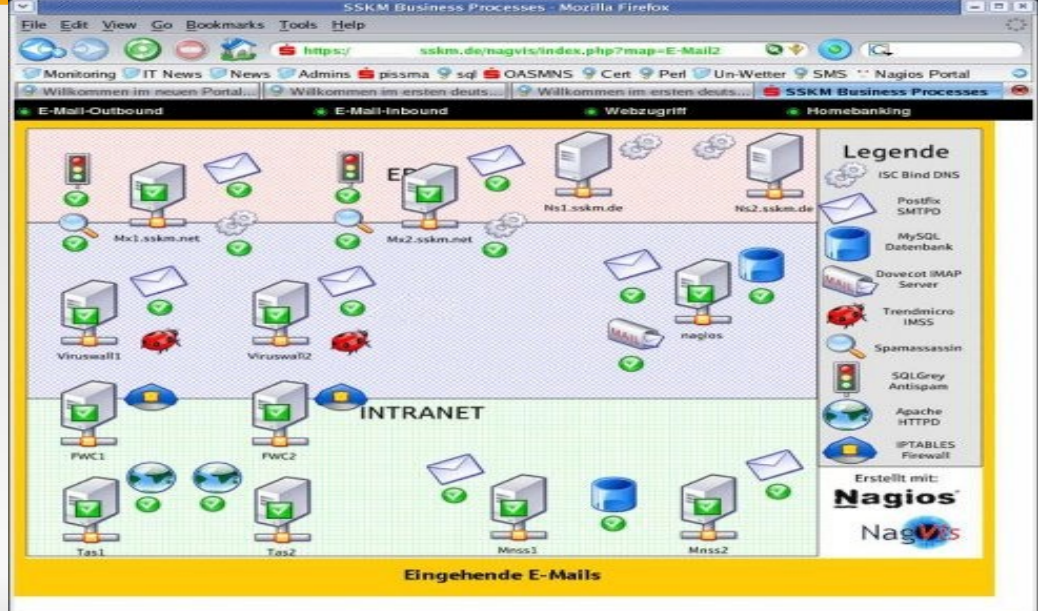 SSKM Business Processes - Mozilla Firefox
File Edit View Go Bookmarks Tools Help
https:/ sskm.de/nagvis/index.php?map=E-Mail2
Monitoring IT News News Admins pissma sql OASMNS Cert Perl Un-Wetter SMS Nagios Portal
Willkommen im neuen Portal... Willkommen im ersten deuts... Willkommen im ersten deuts... SSKM Business Processes
E-Mail-Outbound E-Mail-Inbound Webzugriff Homebanking
Legende
ISC Bind DNS
Postfix
SMTPD
MySQL
Datenbank
Dovecot IMAP
Server
Trendmicro
IMSS
Spamassassin
SQLGrey
Antispam
Apache
HTTPD
IPTABLES
Firewall
Erstellt mit:
Nagios
NagVis
Mx1.sskm.net
Mx2.sskm.net
Ns1.sskm.de
Ns2.sskm.de
Viruswall1
Viruswall2
MAIL
nagios
INTRANET
FWC1
FWC2
Tas1
Tas2
Mnss1
Mnss2
Eingehende E-Mails